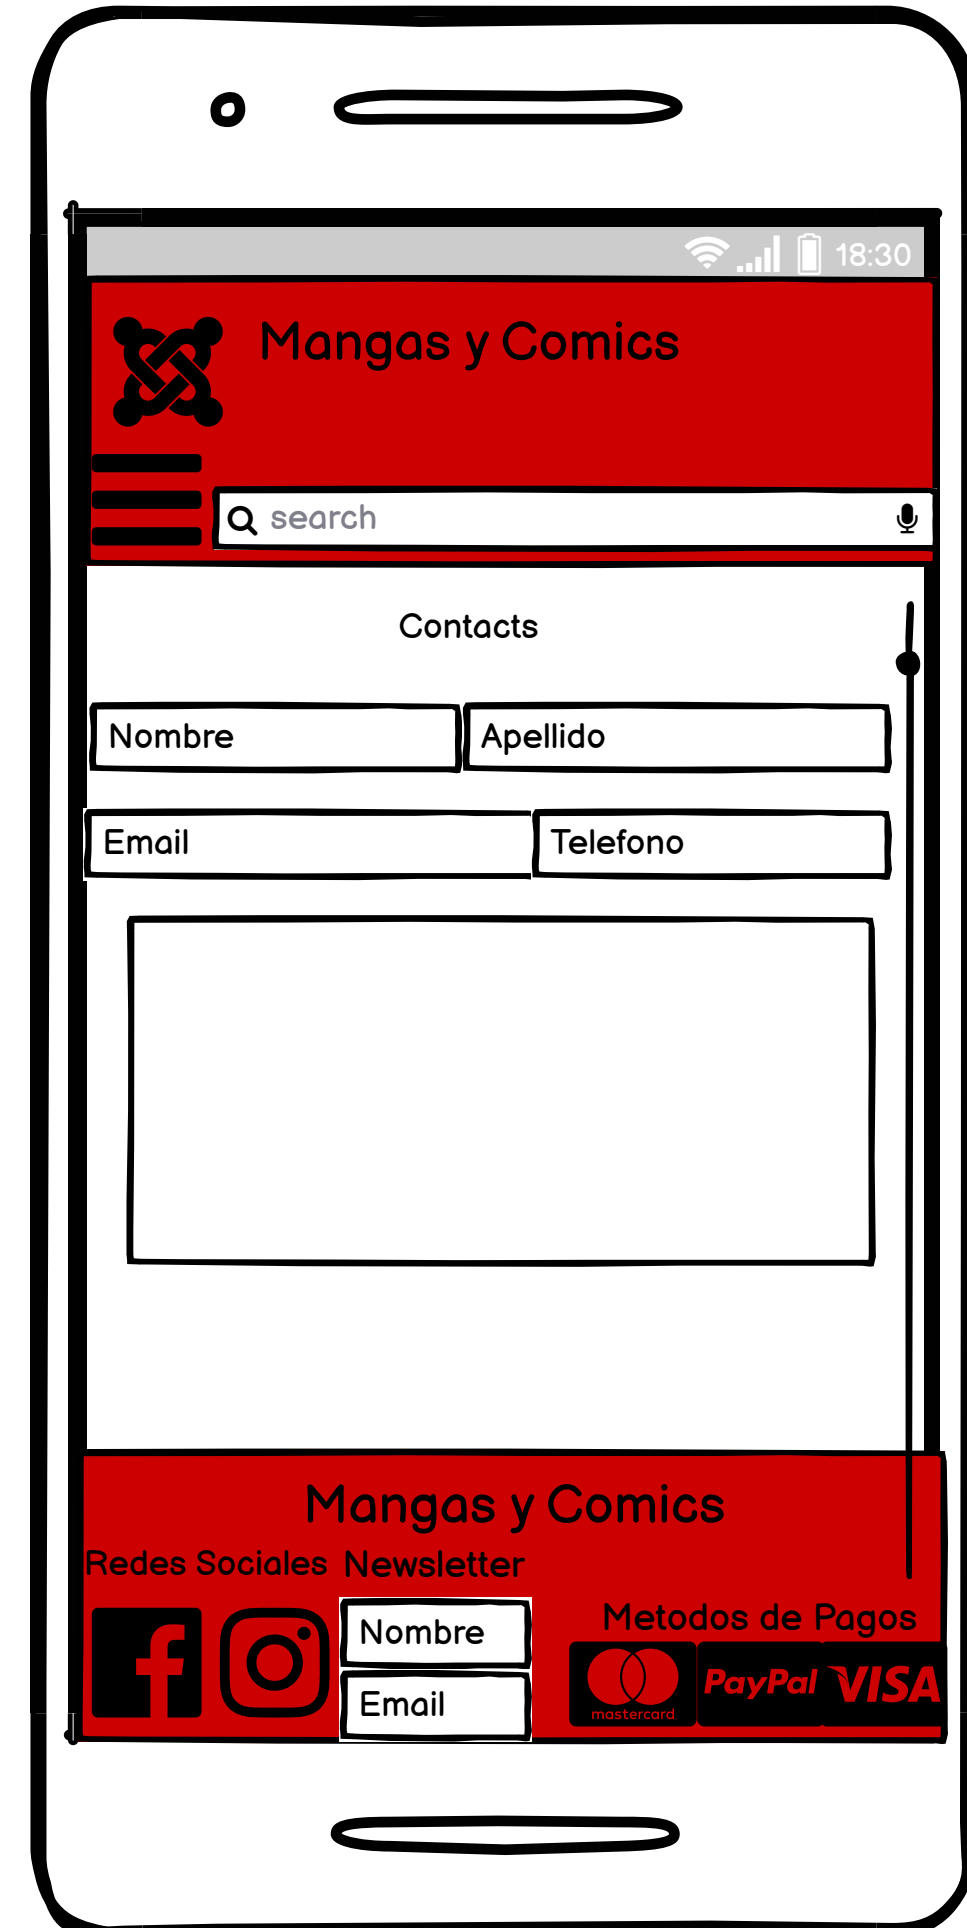 18:30
Mangas y Comics
search
Contacts
Nombre Apellido
Email Telefono
Mangas y Comics
Redes Sociales Newsletter
Metodos de Pagos
Nombre
Email
mastercard PayPal VISA